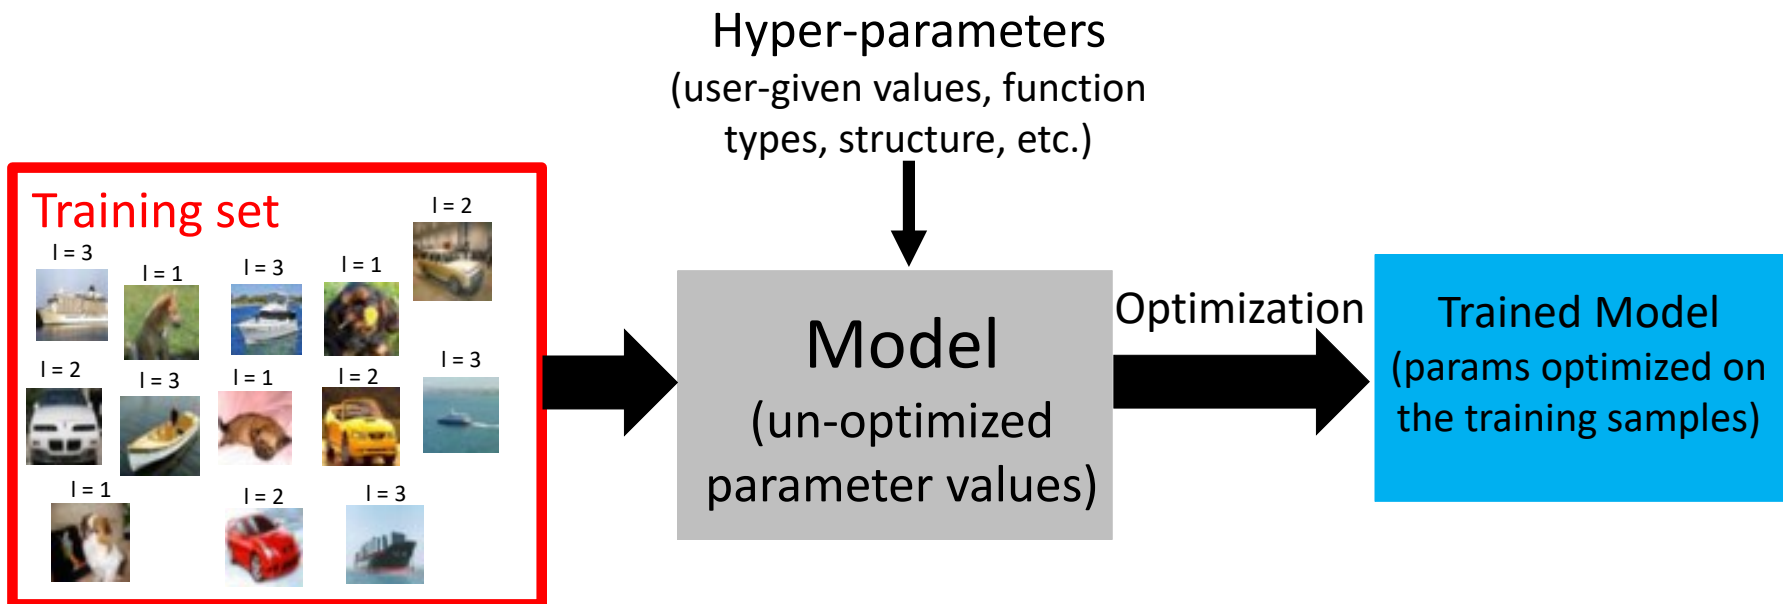 Hyper-parameters
(user-given values, function
types, structure, etc.)
Training set
l = 2
l = 3
l = 1
l = 3
l = 1
l = 2
l = 3
l = 1
l = 2
l = 3
l = 1
l = 2
l = 3
Model
(un-optimized
parameter values)
Optimization
Trained Model
(params optimized on
the training samples)